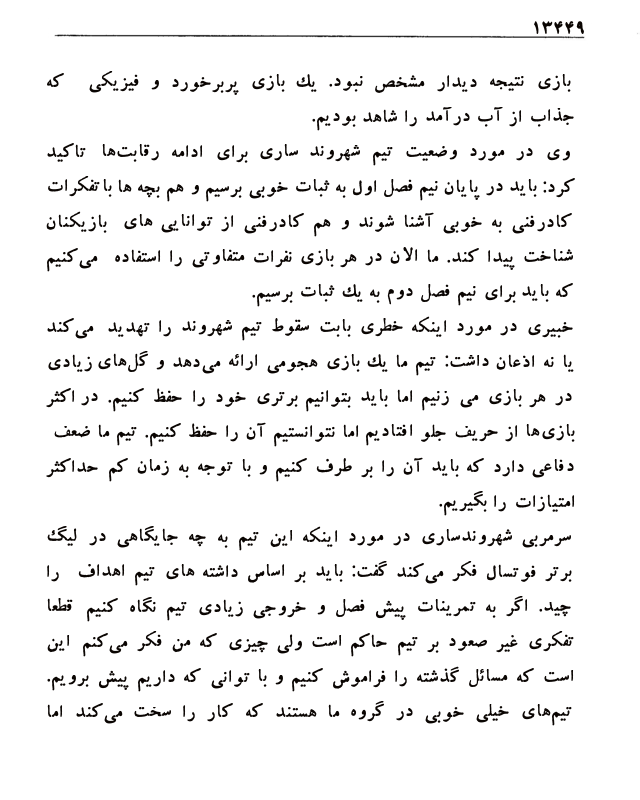 ۱۳۴۴۹
بازی نتیجه دیدار مشخص نبود. یك بازی پربرخورد و فیزیکی که
جذاب از آب درآمد را شاهد بودیم.
وی در مورد وضعیت تیم شهروند ساری برای ادامه رقابت‌ها تاکید
کرد: باید در پایان نیم فصل اول به ثبات خوبی برسیم و هم بچه ها با تفکرات
کادرفنی به خوبی آشنا شوند و هم کادرفنی از توانایی های بازیکنان
شناخت پیدا کند. ما الان در هر بازی نفرات متفاوتی را استفاده می‌کنیم
که باید برای نیم فصل دوم به یك ثبات برسیم.
خبیری در مورد اینکه خطری بابت سقوط تیم شهروند را تهدید می‌کند
یا نه اذعان داشت: تیم ما یك بازی هجومی ارائه می‌دهد و گل‌های زیادی
در هر بازی می زنیم اما باید بتوانیم برتری خود را حفظ کنیم. در اکثر
بازی‌ها از حریف جلو افتادیم اما نتوانستیم آن را حفظ کنیم. تیم ما ضعف
دفاعی دارد که باید آن را بر طرف کنیم و با توجه به زمان کم حداکثر
امتیازات را بگیریم.
سرمربی شهروندساری در مورد اینکه این تیم به چه جایگاهی در لیگ
برتر فوتسال فکر می‌کند گفت: باید بر اساس داشته های تیم اهداف را
چید. اگر به تمرینات پیش فصل و خروجی زیادی تیم نگاه کنیم قطعا
تفکری غیر صعود بر تیم حاکم است ولی چیزی که من فکر می‌کنم این
است که مسائل گذشته را فراموش کنیم و با توانی که داریم پیش برویم.
تیم‌های خیلی خوبی در گروه ما هستند که کار را سخت می‌کند اما